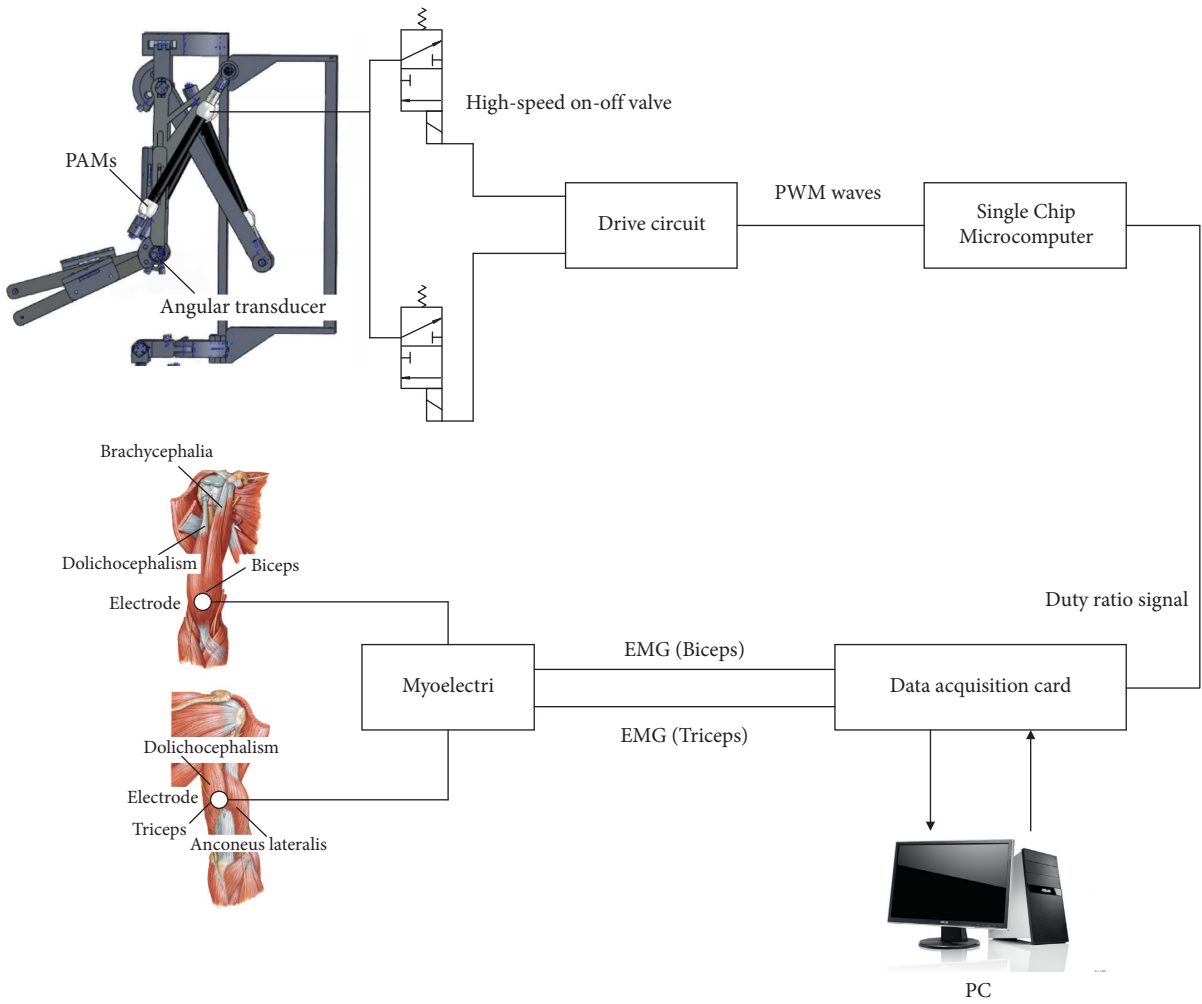 High-speed on-off valve
PAMs
Angular transducer
Drive circuit
PWM waves
Single Chip
Microcomputer
Brachycephalia
Dolichocephalism
Biceps
Electrode
Duty ratio signal
Myoelectri
EMG (Biceps)
EMG (Triceps)
Data acquisition card
Dolichocephalism
Electrode
Triceps
Anconeus lateralis
PC